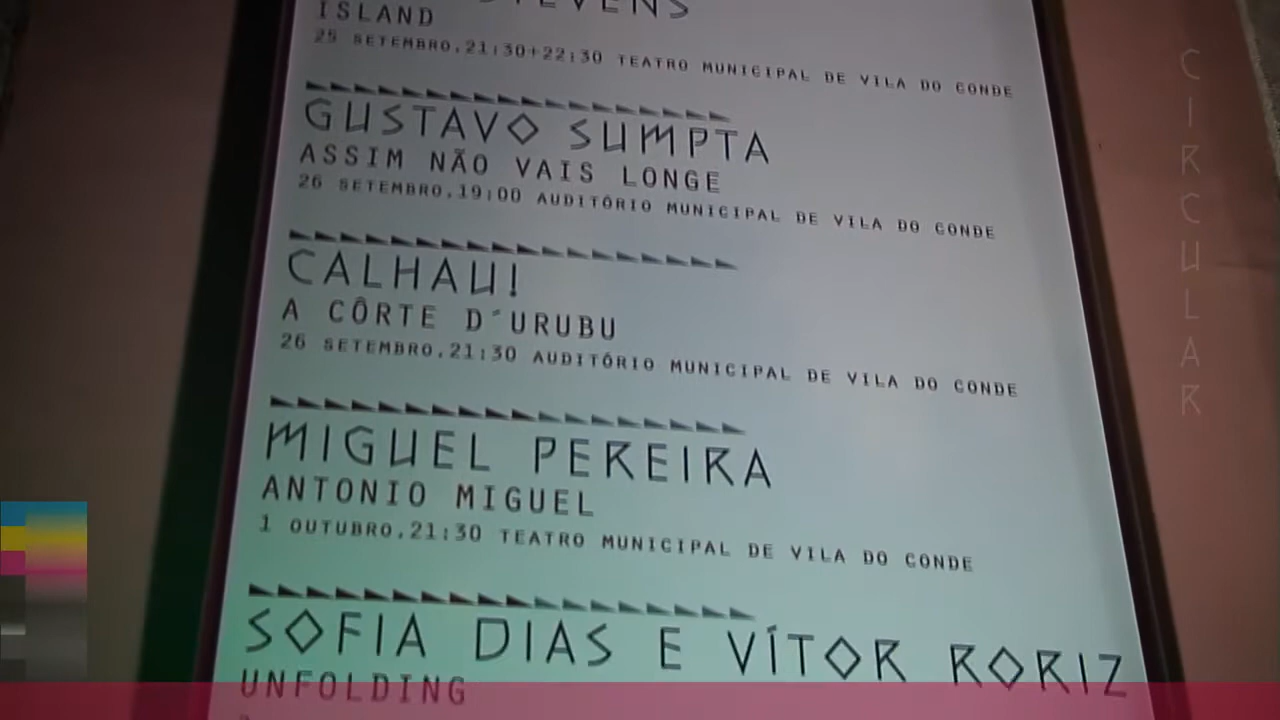 STEVENS
ISLAND
25 SETEMBRO,21:30+22:30 TEATRO MUNICIPAL DE VILA DO CONDE
GUSTAVO SUMPTA
ASSIM NÃO VAIS LONGE
26 SETEMBRO,19:00 AUDITÓRIO MUNICIPAL DE VILA DO CONDE
CALHAU!
A CÔRTE D´URUBU
26 SETEMBRO,21:30 AUDITÓRIO MUNICIPAL DE VILA DO CONDE
MIGUEL PEREIRA
ANTONIO MIGUEL
1 OUTUBRO,21:30 TEATRO MUNICIPAL DE VILA DO CONDE
SOFIA DIAS E VÍTOR RORIZ
UNFOLDING
CIRCULAR